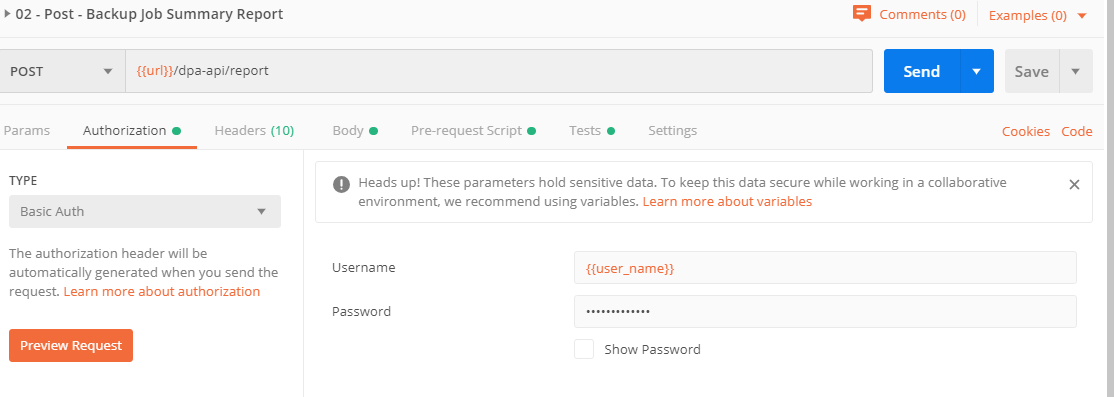 02 - Post - Backup Job Summary Report
Comments (0)
Examples (0)
POST
{{url}}/dpa-api/report
Send
Save
Params
Authorization
Headers (10)
Body
Pre-request Script
Tests
Settings
Cookies
Code
TYPE
Basic Auth
The authorization header will be
automatically generated when you send the
request. Learn more about authorization
Preview Request
Heads up! These parameters hold sensitive data. To keep this data secure while working in a collaborative
environment, we recommend using variables. Learn more about variables
Username
{{user_name}}
Password
•••••••••••••
Show Password